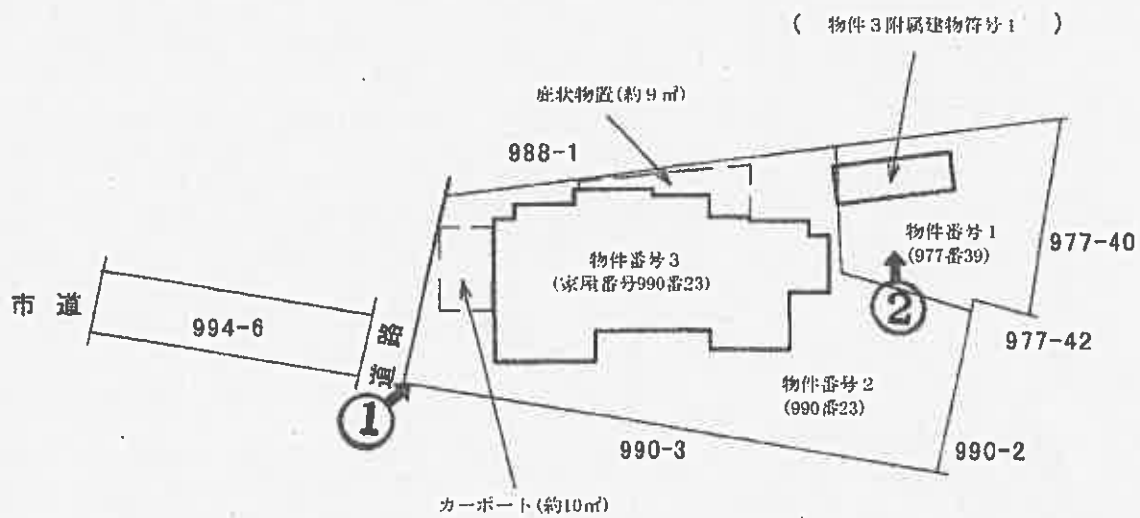 ( 物件3附属建物符号1 )
庇状物置(約9㎡)
988-1
物件番号1
(977番39)
977-40
物件番号3
(家屋番号990番23)
市道
994-6
道路
②
977-42
物件番号2
(990番23)
①
990-3
990-2
カーポート(約10㎡)